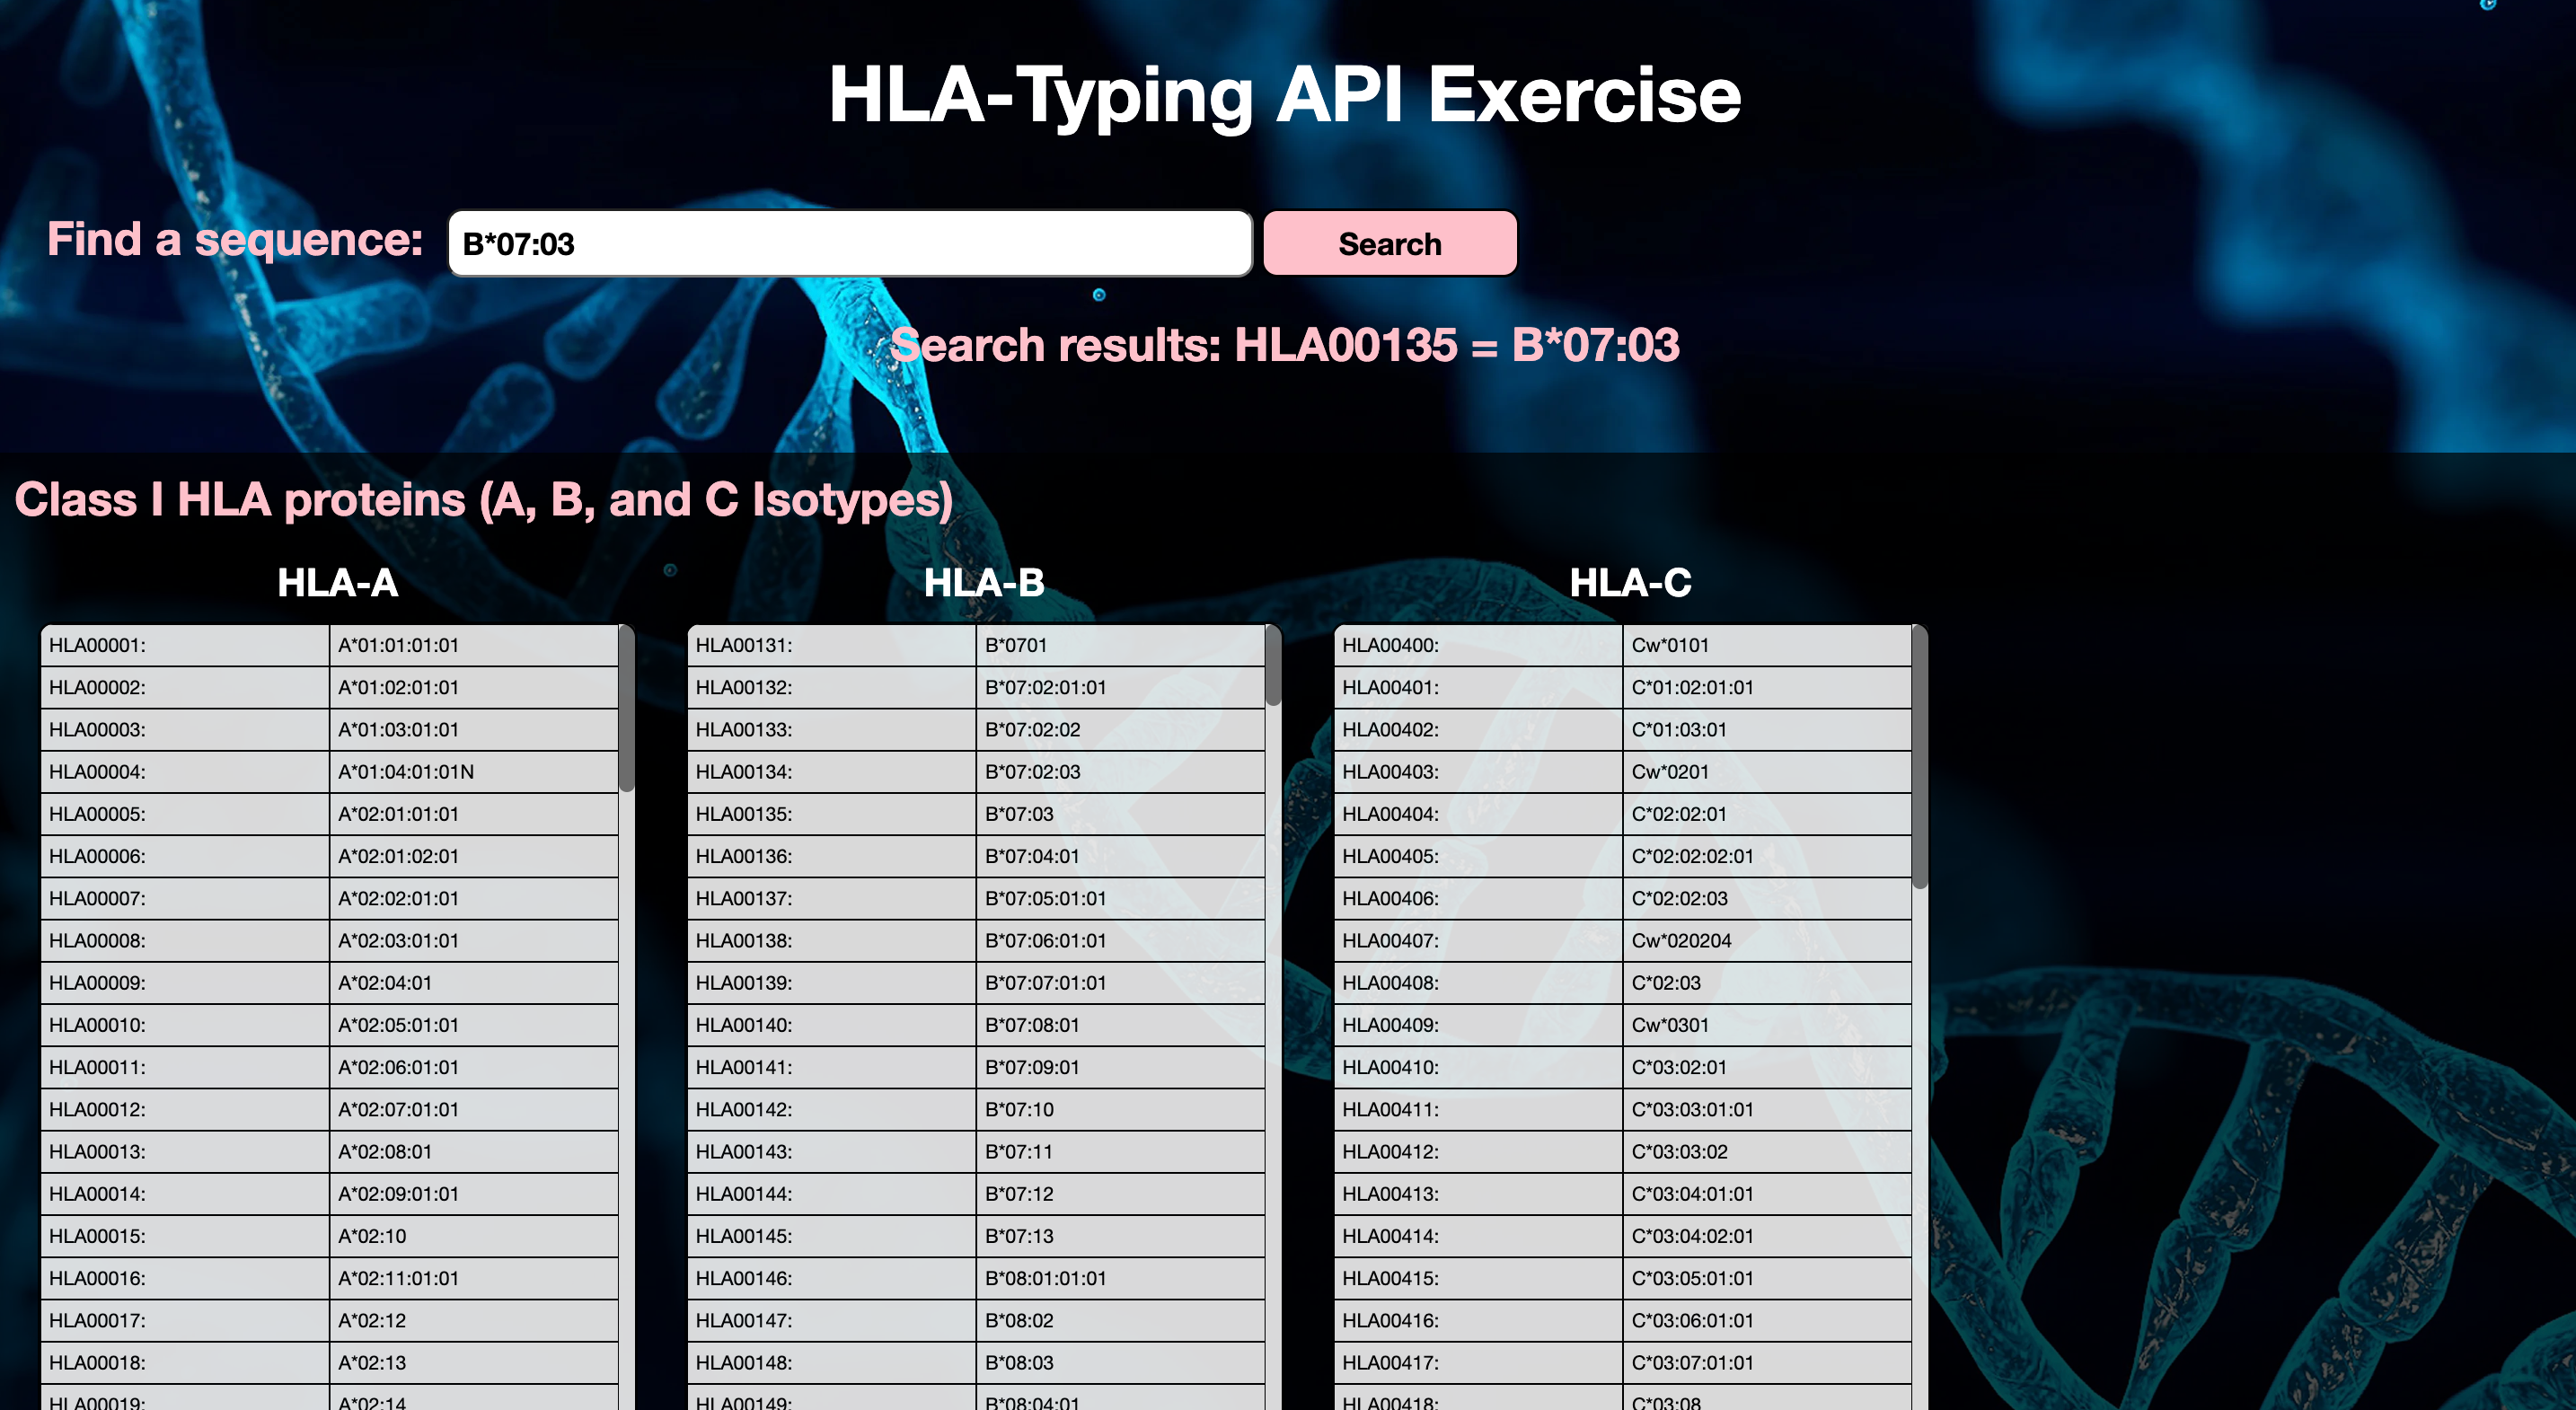 HLA-Typing API Exercise
Find a sequence: B*07:03 Search
Search results: HLA00135 = B*07:03
Class I HLA proteins (A, B, and C Isotypes)
HLA-A
HLA00001: A*01:01:01:01
HLA00002: A*01:02:01:01
HLA00003: A*01:03:01:01
HLA00004: A*01:04:01:01N
HLA00005: A*02:01:01:01
HLA00006: A*02:01:02:01
HLA00007: A*02:02:01:01
HLA00008: A*02:03:01:01
HLA00009: A*02:04:01
HLA00010: A*02:05:01:01
HLA00011: A*02:06:01:01
HLA00012: A*02:07:01:01
HLA00013: A*02:08:01
HLA00014: A*02:09:01:01
HLA00015: A*02:10
HLA00016: A*02:11:01:01
HLA00017: A*02:12
HLA00018: A*02:13
HLA00019: A*02:14
HLA-B
HLA00131: B*0701
HLA00132: B*07:02:01:01
HLA00133: B*07:02:02
HLA00134: B*07:02:03
HLA00135: B*07:03
HLA00136: B*07:04:01
HLA00137: B*07:05:01:01
HLA00138: B*07:06:01:01
HLA00139: B*07:07:01:01
HLA00140: B*07:08:01
HLA00141: B*07:09:01
HLA00142: B*07:10
HLA00143: B*07:11
HLA00144: B*07:12
HLA00145: B*07:13
HLA00146: B*08:01:01:01
HLA00147: B*08:02
HLA00148: B*08:03
HLA00149: B*08:04:01
HLA-C
HLA00400: Cw*0101
HLA00401: C*01:02:01:01
HLA00402: C*01:03:01
HLA00403: Cw*0201
HLA00404: C*02:02:01
HLA00405: C*02:02:02:01
HLA00406: C*02:02:03
HLA00407: Cw*020204
HLA00408: C*02:03
HLA00409: Cw*0301
HLA00410: C*03:02:01
HLA00411: C*03:03:01:01
HLA00412: C*03:03:02
HLA00413: C*03:04:01:01
HLA00414: C*03:04:02:01
HLA00415: C*03:05:01:01
HLA00416: C*03:06:01:01
HLA00417: C*03:07:01:01
HLA00418: C*03:08